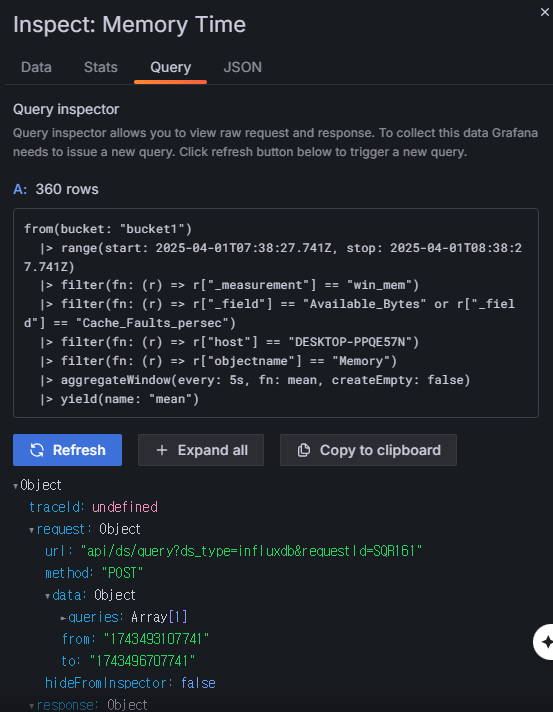 Inspect: Memory Time
Data Stats Query JSON
Query inspector
Query inspector allows you to view raw request and response. To collect this data Grafana
needs to issue a new query. Click refresh button below to trigger a new query.
A: 360 rows
from(bucket: "bucket1")
  |> range(start: 2025-04-01T07:38:27.741Z, stop: 2025-04-01T08:38:2
7.741Z)
  |> filter(fn: (r) => r["_measurement"] == "win_mem")
  |> filter(fn: (r) => r["_field"] == "Available_Bytes" or r["_fiel
d"] == "Cache_Faults_persec")
  |> filter(fn: (r) => r["host"] == "DESKTOP-PPQE57N")
  |> filter(fn: (r) => r["objectname"] == "Memory")
  |> aggregateWindow(every: 5s, fn: mean, createEmpty: false)
  |> yield(name: "mean")
Refresh Expand all Copy to clipboard
Object
traceId: undefined
request: Object
url: "api/ds/query?ds_type=influxdb&requestId=SQR161"
method: "POST"
data: Object
queries: Array[1]
from: "1743493107741"
to: "1743496707741"
hideFromInspector: false
response: Object